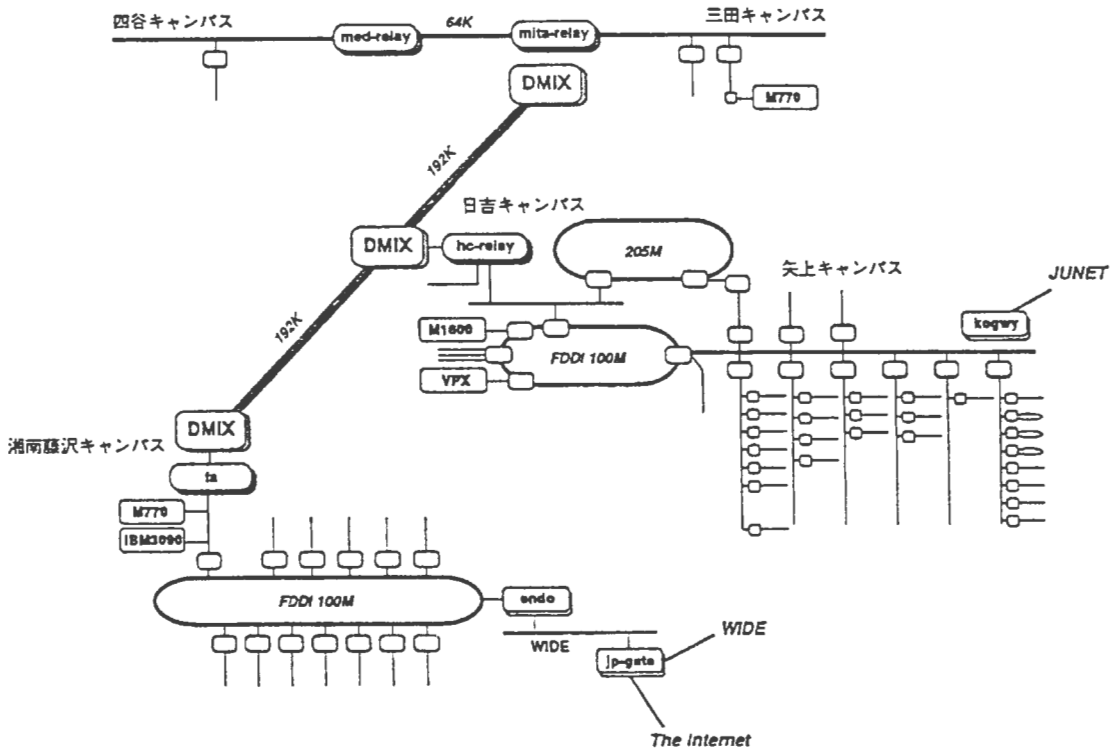 四谷キャンパス
三田キャンパス
64K
med-relay
mita-relay
DMIX
M770
192K
日吉キャンパス
DMIX
hc-relay
205M
矢上キャンパス
JUNET
kogwy
192K
M1600
FDDI 100M
VPX
DMIX
湘南藤沢キャンパス
fa
M770
IBM3090
FDDI 100M
endo
WIDE
WIDE
jp-gate
The Internet